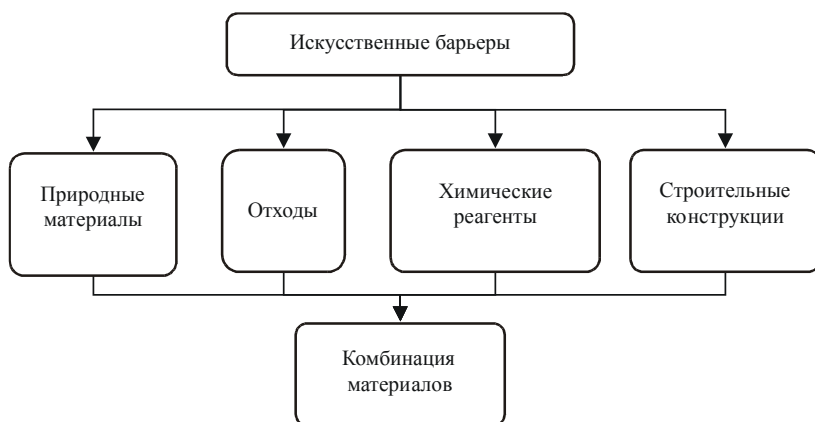 Искусственные барьеры
Природные
материалы
Отходы
Химические
реагенты
Строительные
конструкции
Комбинация
материалов